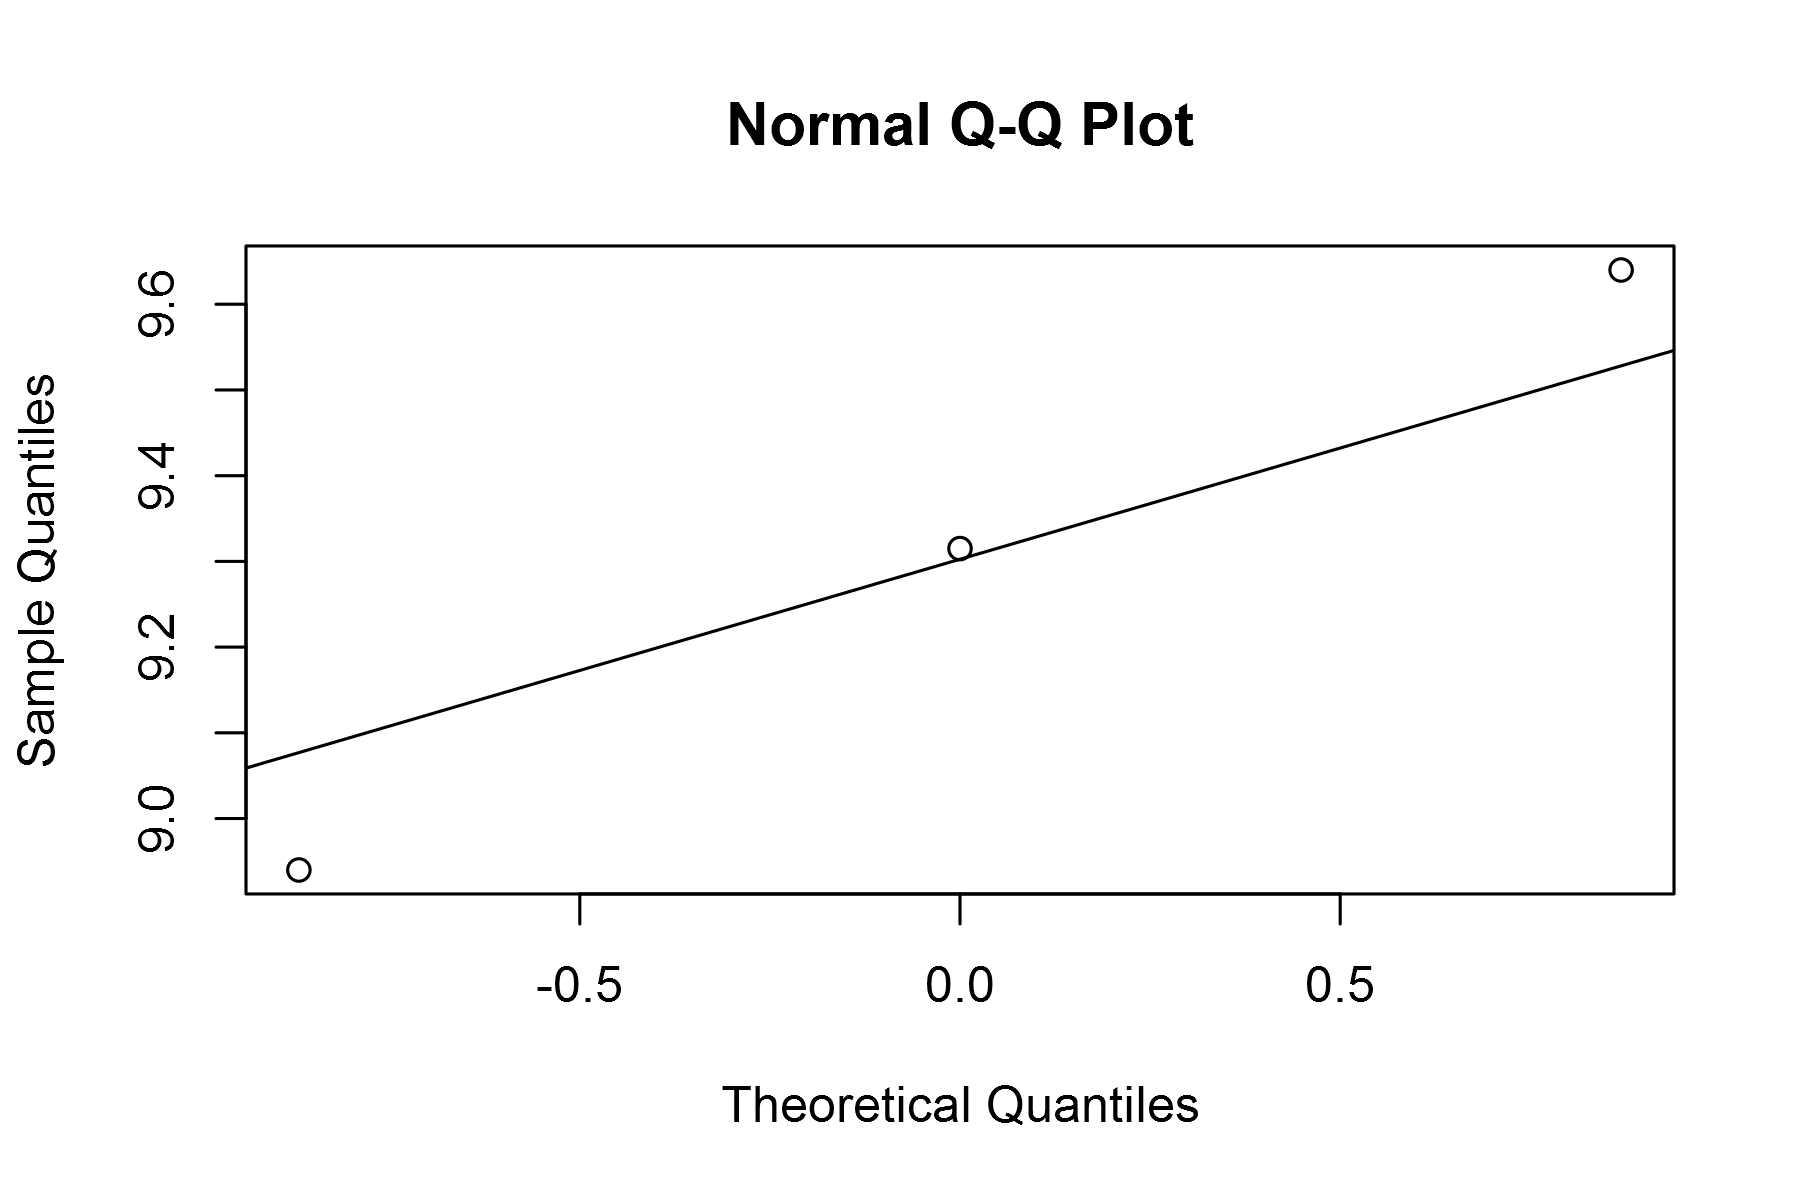 Normal Q-Q Plot
Sample Quantiles
9.6
9.4
9.2
9.0
-0.5 0.0 0.5
Theoretical Quantiles